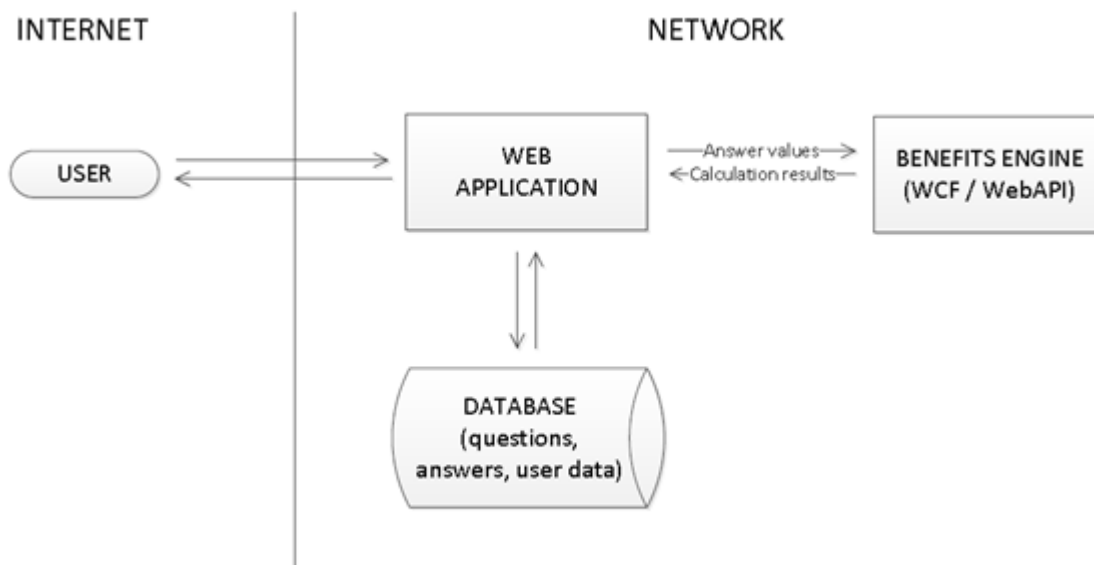 INTERNET
NETWORK
USER
WEB
APPLICATION
Answer values
Calculation results
BENEFITS ENGINE
(WCF / WebAPI)
DATABASE
(questions,
answers, user data)